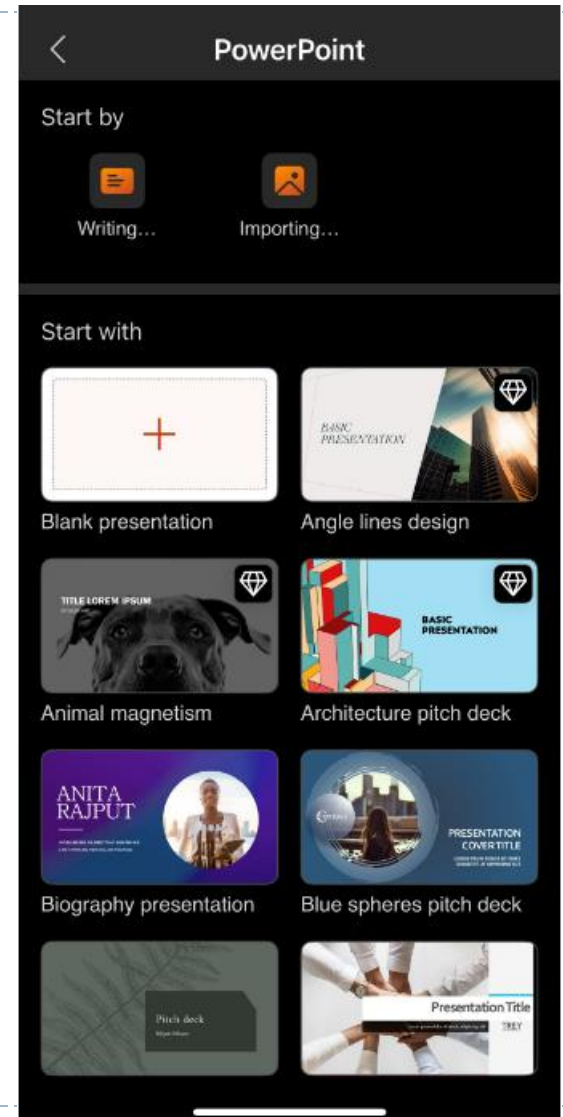 PowerPoint
Start by
Writing...
Importing...
Start with
BASIC
PRESENTATION
Blank presentation
Angle lines design
TITLE LOREM IPSUM
BASIC
PRESENTATION
Animal magnetism
Architecture pitch deck
ANITA
RAJPUT
PRESENTATION
COVER TITLE
Biography presentation
Blue spheres pitch deck
Pitch deck
Presentation Title
TREY